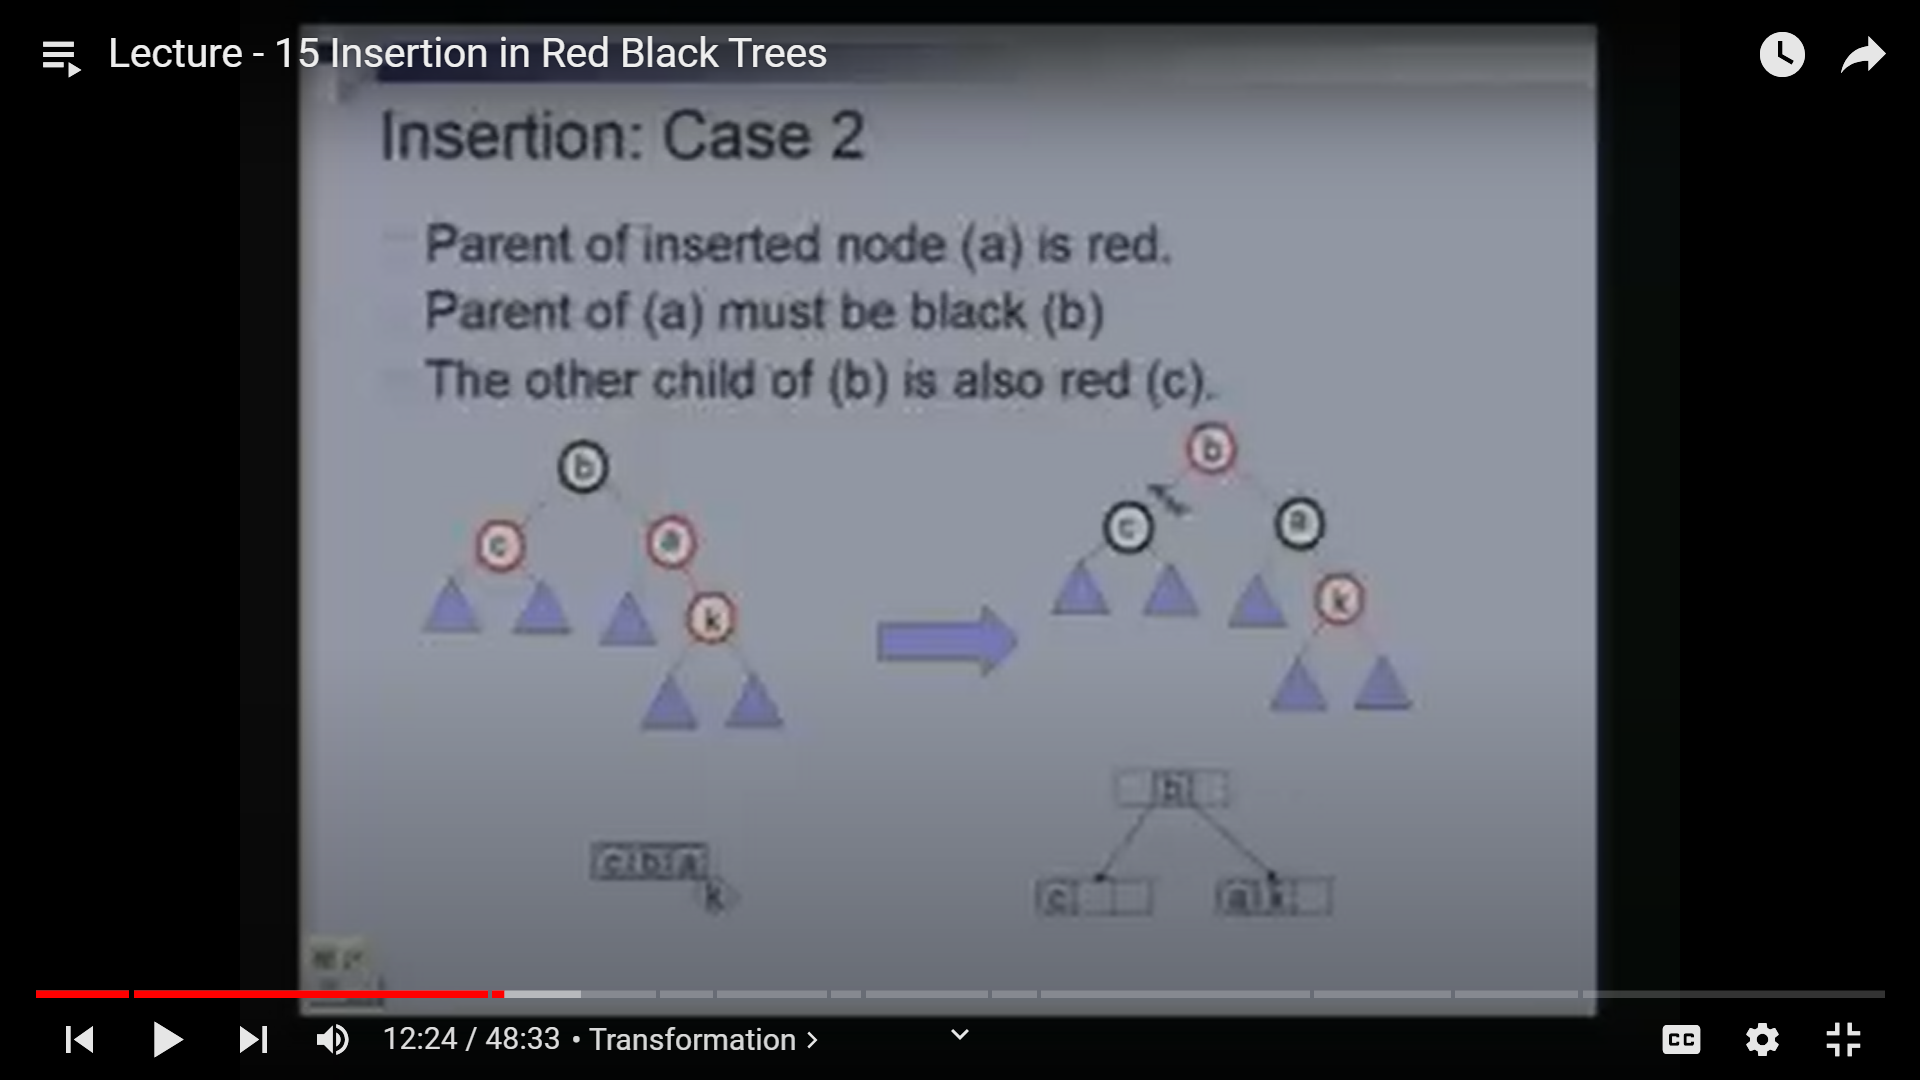 Lecture - 15 Insertion in Red Black Trees
Insertion: Case 2
Parent of inserted node (a) is red.
Parent of (a) must be black (b)
The other child of (b) is also red (c).
b b
c a c a
k k
b
c b a
k
c a k
12:24 / 48:33 • Transformation >
CC